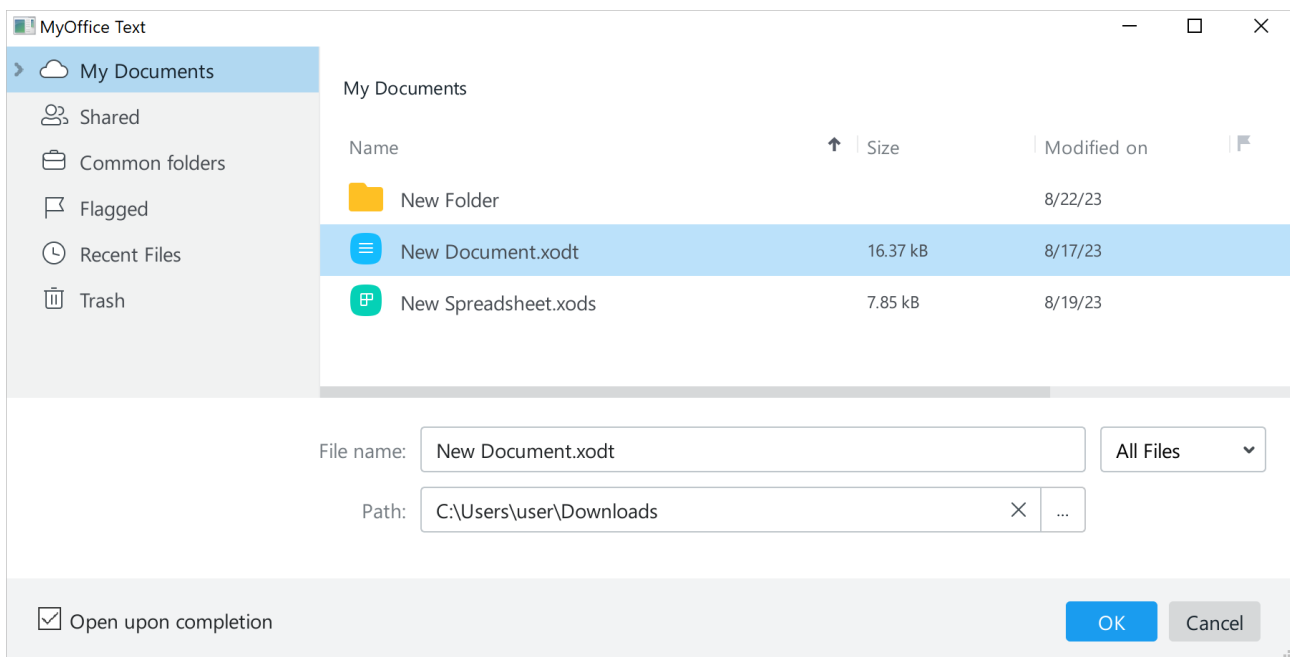 MyOffice Text
My Documents
Shared
Common folders
Flagged
Recent Files
Trash
My Documents
Name Size Modified on
New Folder 8/22/23
New Document.xodt 16.37 kB 8/17/23
New Spreadsheet.xods 7.85 kB 8/19/23
File name: New Document.xodt All Files
Path: C:\Users\user\Downloads ...
Open upon completion OK Cancel